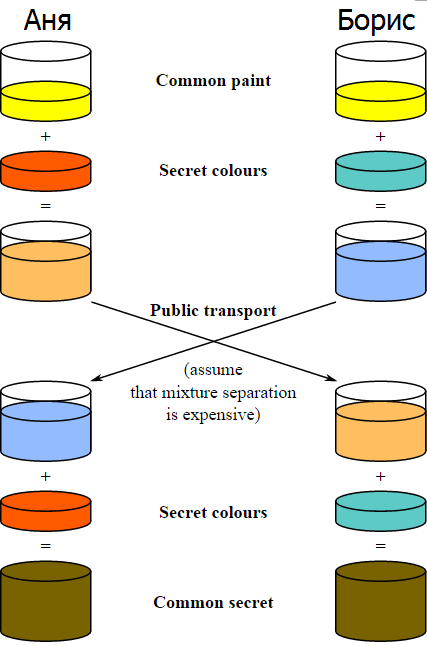 Аня Борис
Common paint
+ +
Secret colours
= =
Public transport
(assume
that mixture separation
is expensive)
+ +
Secret colours
= =
Common secret